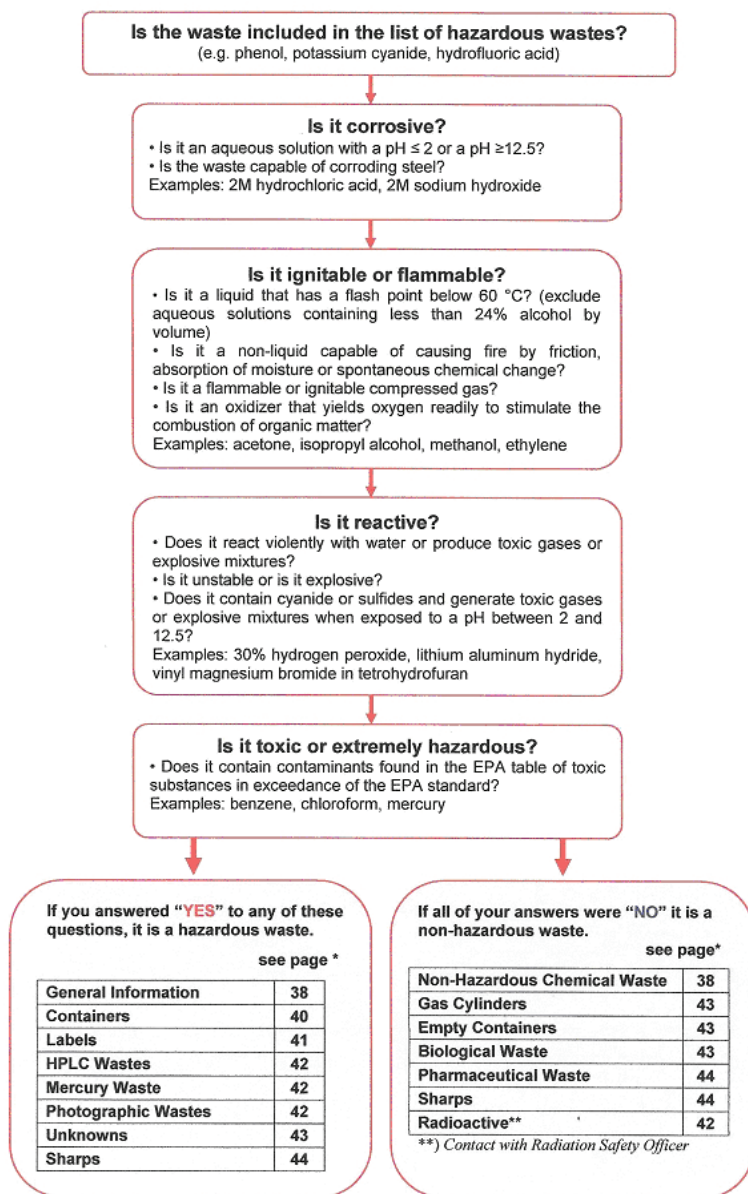 Is the waste included in the list of hazardous wastes?
(e.g. phenol, potassium cyanide, hydrofluoric acid)
Is it corrosive?
• Is it an aqueous solution with a pH ≤ 2 or a pH ≥12.5?
• Is the waste capable of corroding steel?
Examples: 2M hydrochloric acid, 2M sodium hydroxide
Is it ignitable or flammable?
• Is it a liquid that has a flash point below 60 °C? (exclude
aqueous solutions containing less than 24% alcohol by
volume)
• Is it a non-liquid capable of causing fire by friction,
absorption of moisture or spontaneous chemical change?
• Is it a flammable or ignitable compressed gas?
• Is it an oxidizer that yields oxygen readily to stimulate the
combustion of organic matter?
Examples: acetone, isopropyl alcohol, methanol, ethylene
Is it reactive?
• Does it react violently with water or produce toxic gases or
explosive mixtures?
• Is it unstable or is it explosive?
• Does it contain cyanide or sulfides and generate toxic gases
or explosive mixtures when exposed to a pH between 2 and
12.5?
Examples: 30% hydrogen peroxide, lithium aluminum hydride,
vinyl magnesium bromide in tetrohydrofuran
Is it toxic or extremely hazardous?
• Does it contain contaminants found in the EPA table of toxic
substances in exceedance of the EPA standard?
Examples: benzene, chloroform, mercury
If you answered “YES” to any of these
questions, it is a hazardous waste.
see page *
General Information 38
Containers 40
Labels 41
HPLC Wastes 42
Mercury Waste 42
Photographic Wastes 42
Unknowns 43
Sharps 44
If all of your answers were “NO” it is a
non-hazardous waste.
see page*
Non-Hazardous Chemical Waste 38
Gas Cylinders 43
Empty Containers 43
Biological Waste 43
Pharmaceutical Waste 44
Sharps 44
Radioactive** 42
**) Contact with Radiation Safety Officer